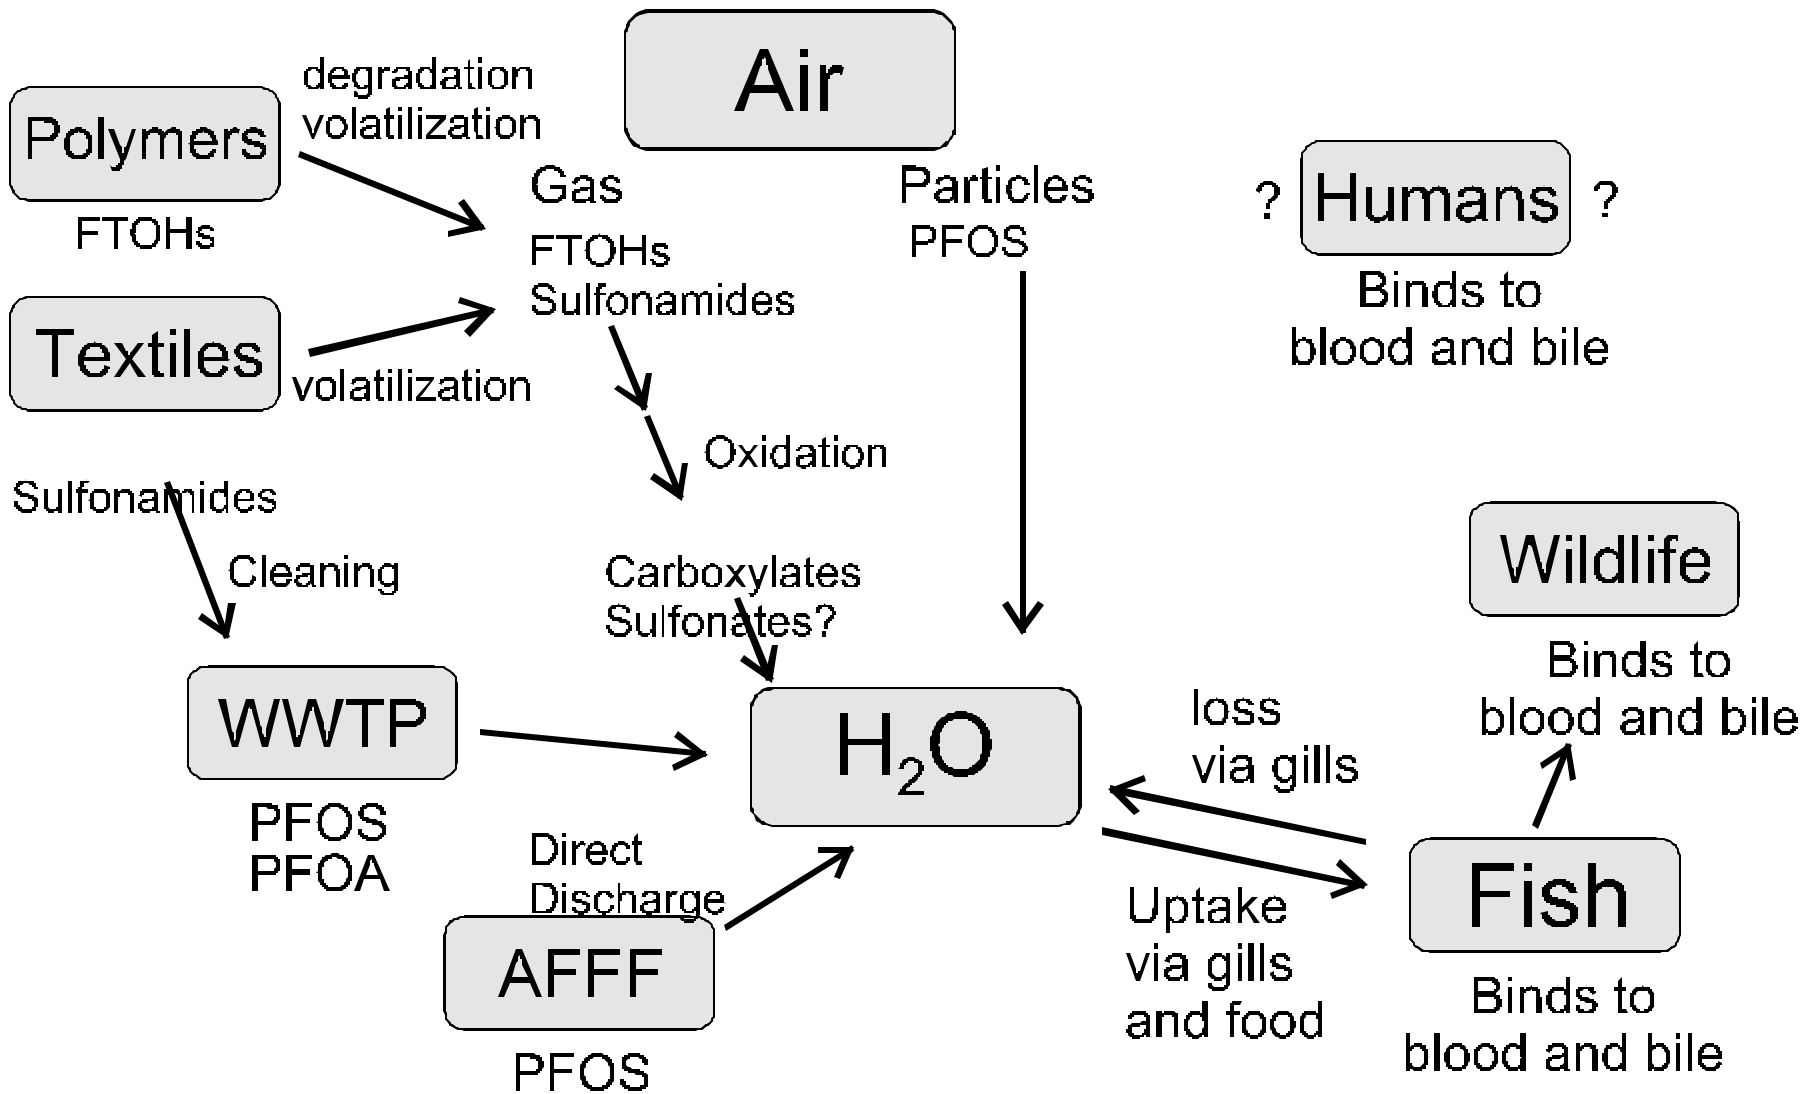 Air
degradation
volatilization
Polymers
FTOHs
Gas
FTOHs
Sulfonamides
Particles
PFOS
? Humans ?
Binds to
blood and bile
Textiles
volatilization
Oxidation
Sulfonamides
Cleaning
Carboxylates
Sulfonates?
Wildlife
Binds to
blood and bile
WWTP
PFOS
PFOA
H₂O
loss
via gills
Direct
Discharge
AFFF
PFOS
Uptake
via gills
and food
Fish
Binds to
blood and bile